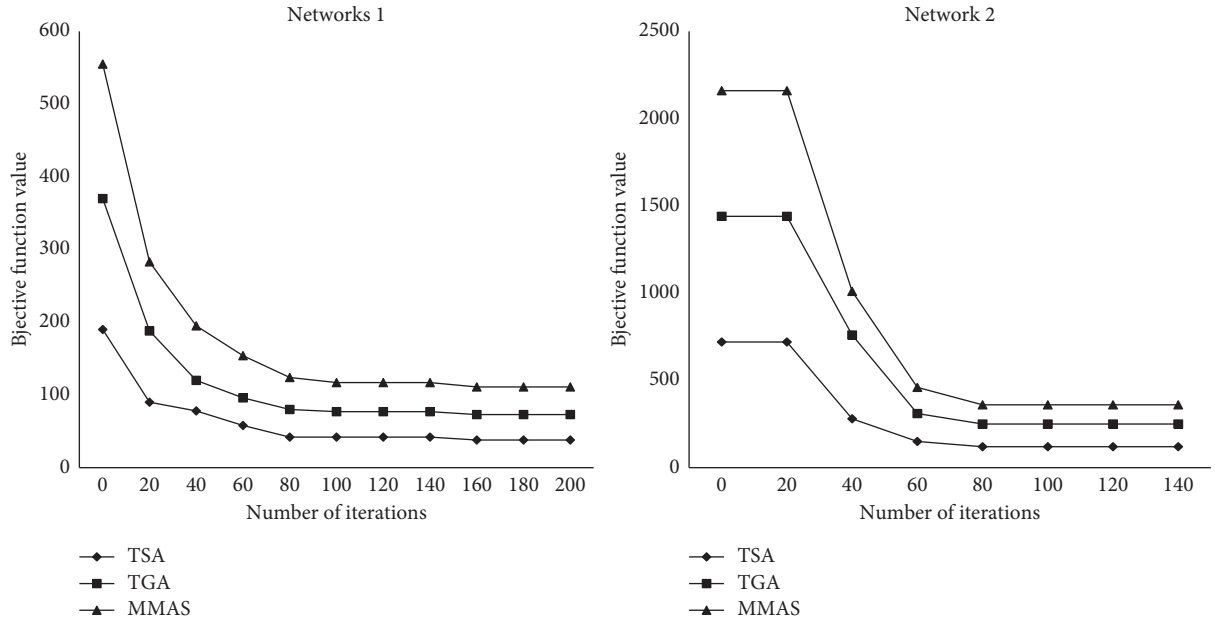 Networks 1
600
500
400
300
200
100
0
Bjective function value
0 20 40 60 80 100 120 140 160 180 200
Number of iterations
TSA
TGA
MMAS
Network 2
2500
2000
1500
1000
500
0
Bjective function value
0 20 40 60 80 100 120 140
Number of iterations
TSA
TGA
MMAS